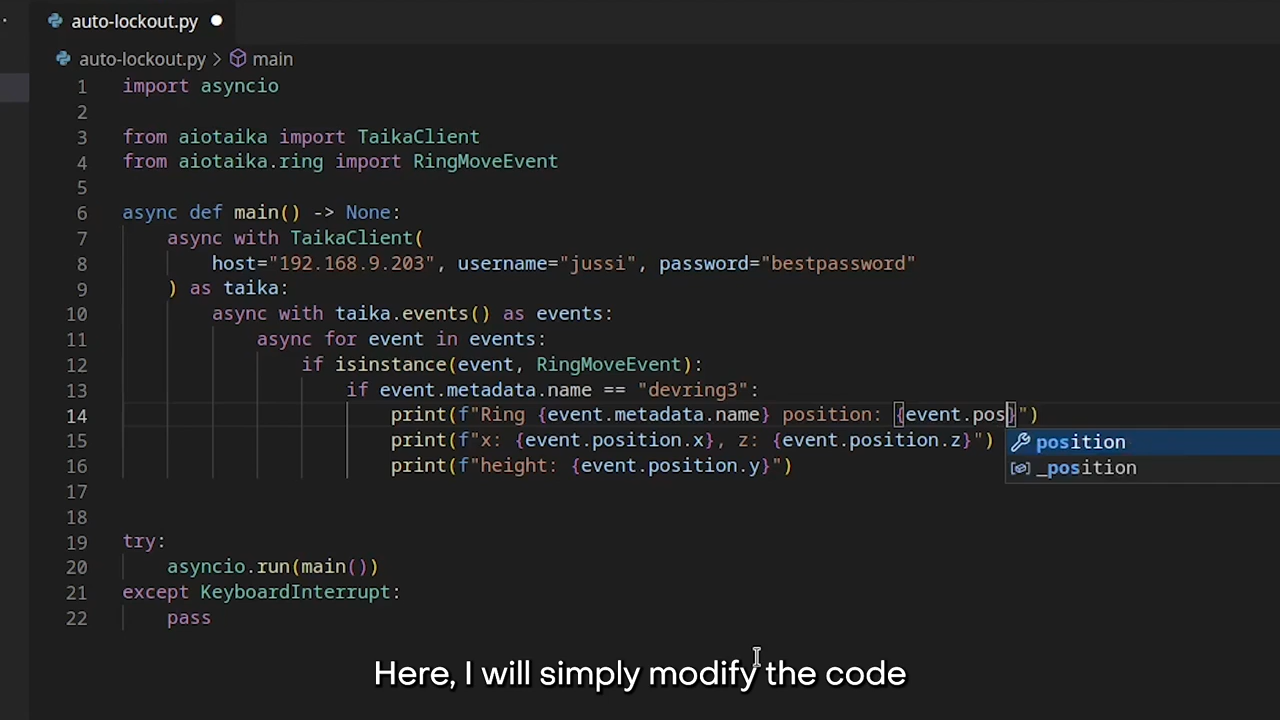 auto-lockout.py
auto-lockout.py > main
1 import asyncio
2
3 from aiotaika import TaikaClient
4 from aiotaika.ring import RingMoveEvent
5
6 async def main() -> None:
7     async with TaikaClient(
8         host="192.168.9.203", username="jussi", password="bestpassword"
9     ) as taika:
10         async with taika.events() as events:
11             async for event in events:
12                 if isinstance(event, RingMoveEvent):
13                     if event.metadata.name == "devring3":
14                         print(f"Ring {event.metadata.name} position: {event.pos}")
15                         print(f"x: {event.position.x}, z: {event.position.z}")
position
16                         print(f"height: {event.position.y}")
_position
17
18
19 try:
20     asyncio.run(main())
21 except KeyboardInterrupt:
22     pass
Here, I will simply modify the code